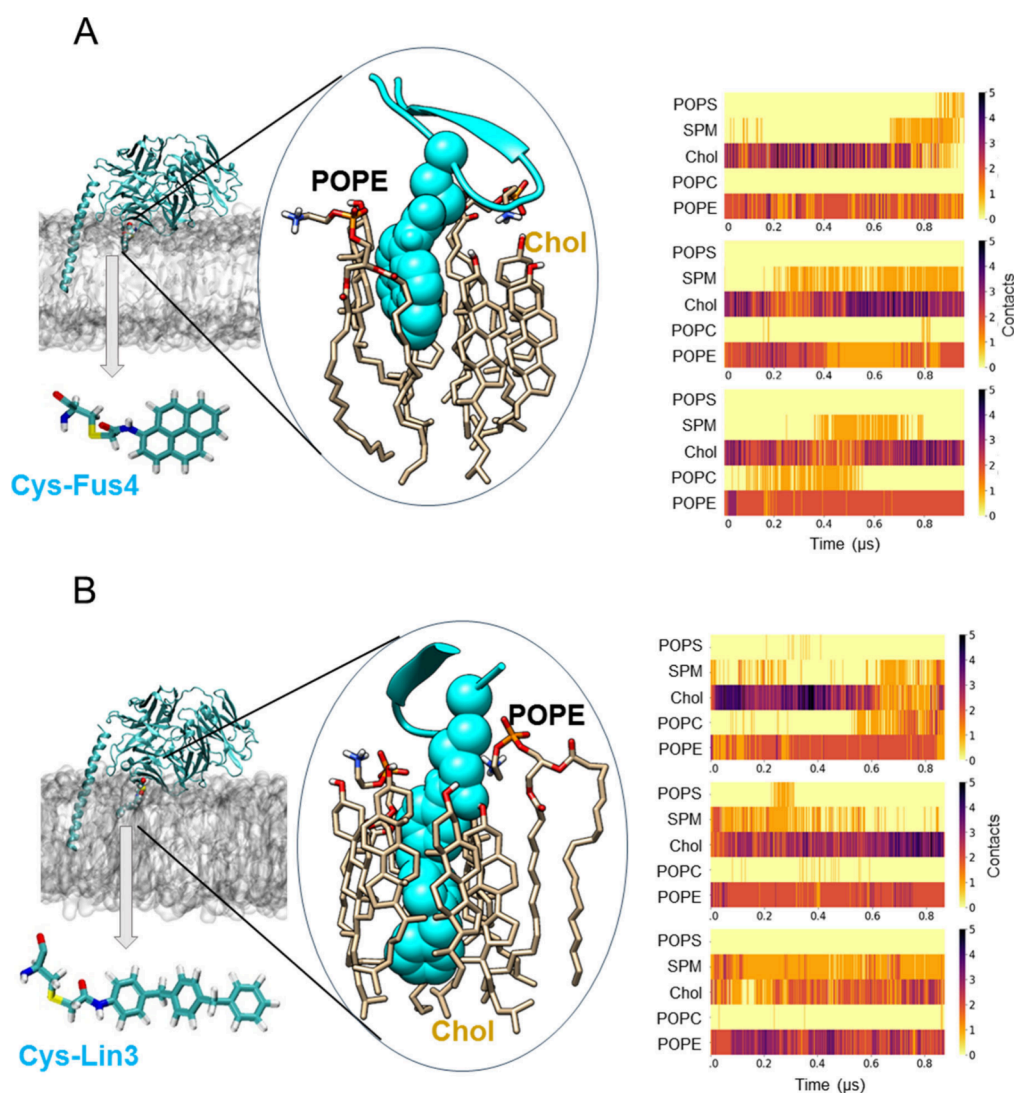 A
POPE
Chol
Cys-Fus4
POPS
SPM
Chol
POPC
POPE
0 0.2 0.4 0.6 0.8
5
4
3
2
1
0
POPS
SPM
Chol
POPC
POPE
0 0.2 0.4 0.6 0.8
5
4
3
2
1
0
Contacts
POPS
SPM
Chol
POPC
POPE
0 0.2 0.4 0.6 0.8
5
4
3
2
1
0
Time (µs)
B
POPE
Chol
Cys-Lin3
POPS
SPM
Chol
POPC
POPE
0 0.2 0.4 0.6 0.8
5
4
3
2
1
0
POPS
SPM
Chol
POPC
POPE
0 0.2 0.4 0.6 0.8
5
4
3
2
1
0
Contacts
POPS
SPM
Chol
POPC
POPE
0 0.2 0.4 0.6 0.8
5
4
3
2
1
0
Time (µs)